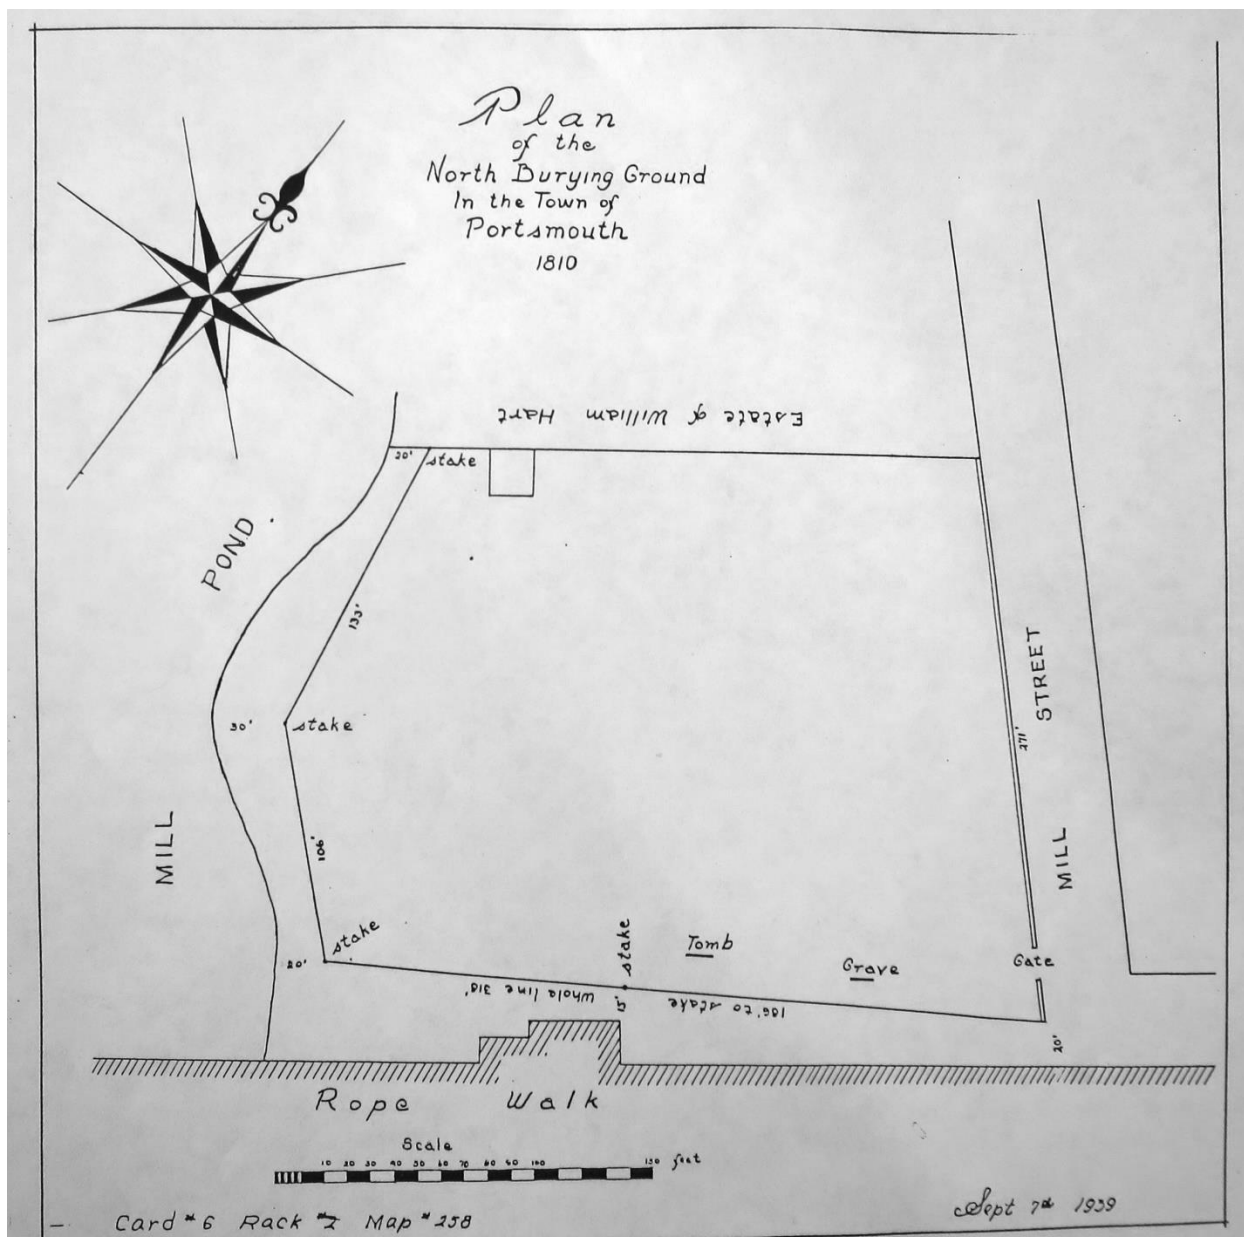 Plan
of the
North Burying Ground
In the Town of
Portsmouth
1810
Estate of William Hart
20'
stake
POND
133'
30'
stake
STREET
271'
MILL
106'
MILL
stake
20'
stake
Tomb
Grave
Gate
Whole line 318'
9'
186' to stake
20'
Rope Walk
Scale
10 20 30 40 50 60 70 80 90 100 150 feet
Card #6 Rack #2 Map #258
Sept 7th 1939